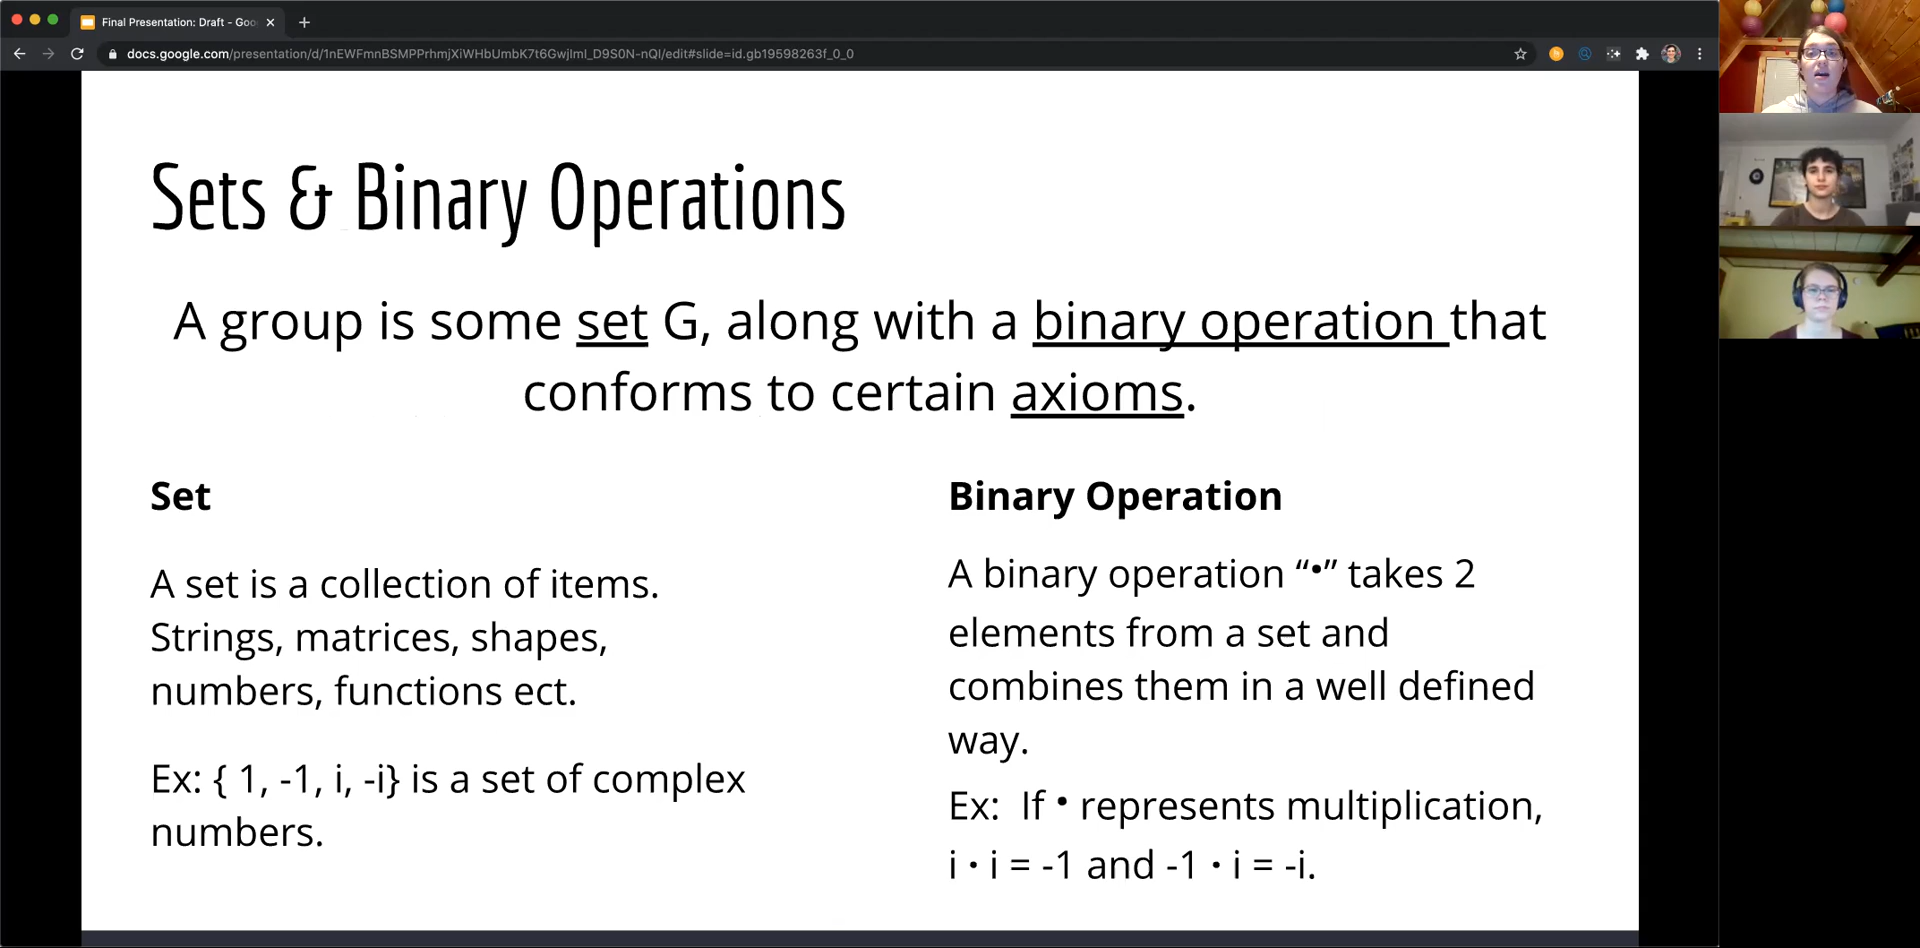 Final Presentation: Draft - Goo
docs.google.com/presentation/d/1nEWFmnBSMPPrhmjXiWHbUmbK7t6GwjImI_D9S0N-nQI/edit#slide=id.gb19598263f_0_0
Sets & Binary Operations
A group is some set G, along with a binary operation that
conforms to certain axioms.
Set
A set is a collection of items.
Strings, matrices, shapes,
numbers, functions ect.
Ex: { 1, -1, i, -i} is a set of complex
numbers.
Binary Operation
A binary operation “•” takes 2
elements from a set and
combines them in a well defined
way.
Ex:  If • represents multiplication,
i · i = -1 and -1 · i = -i.